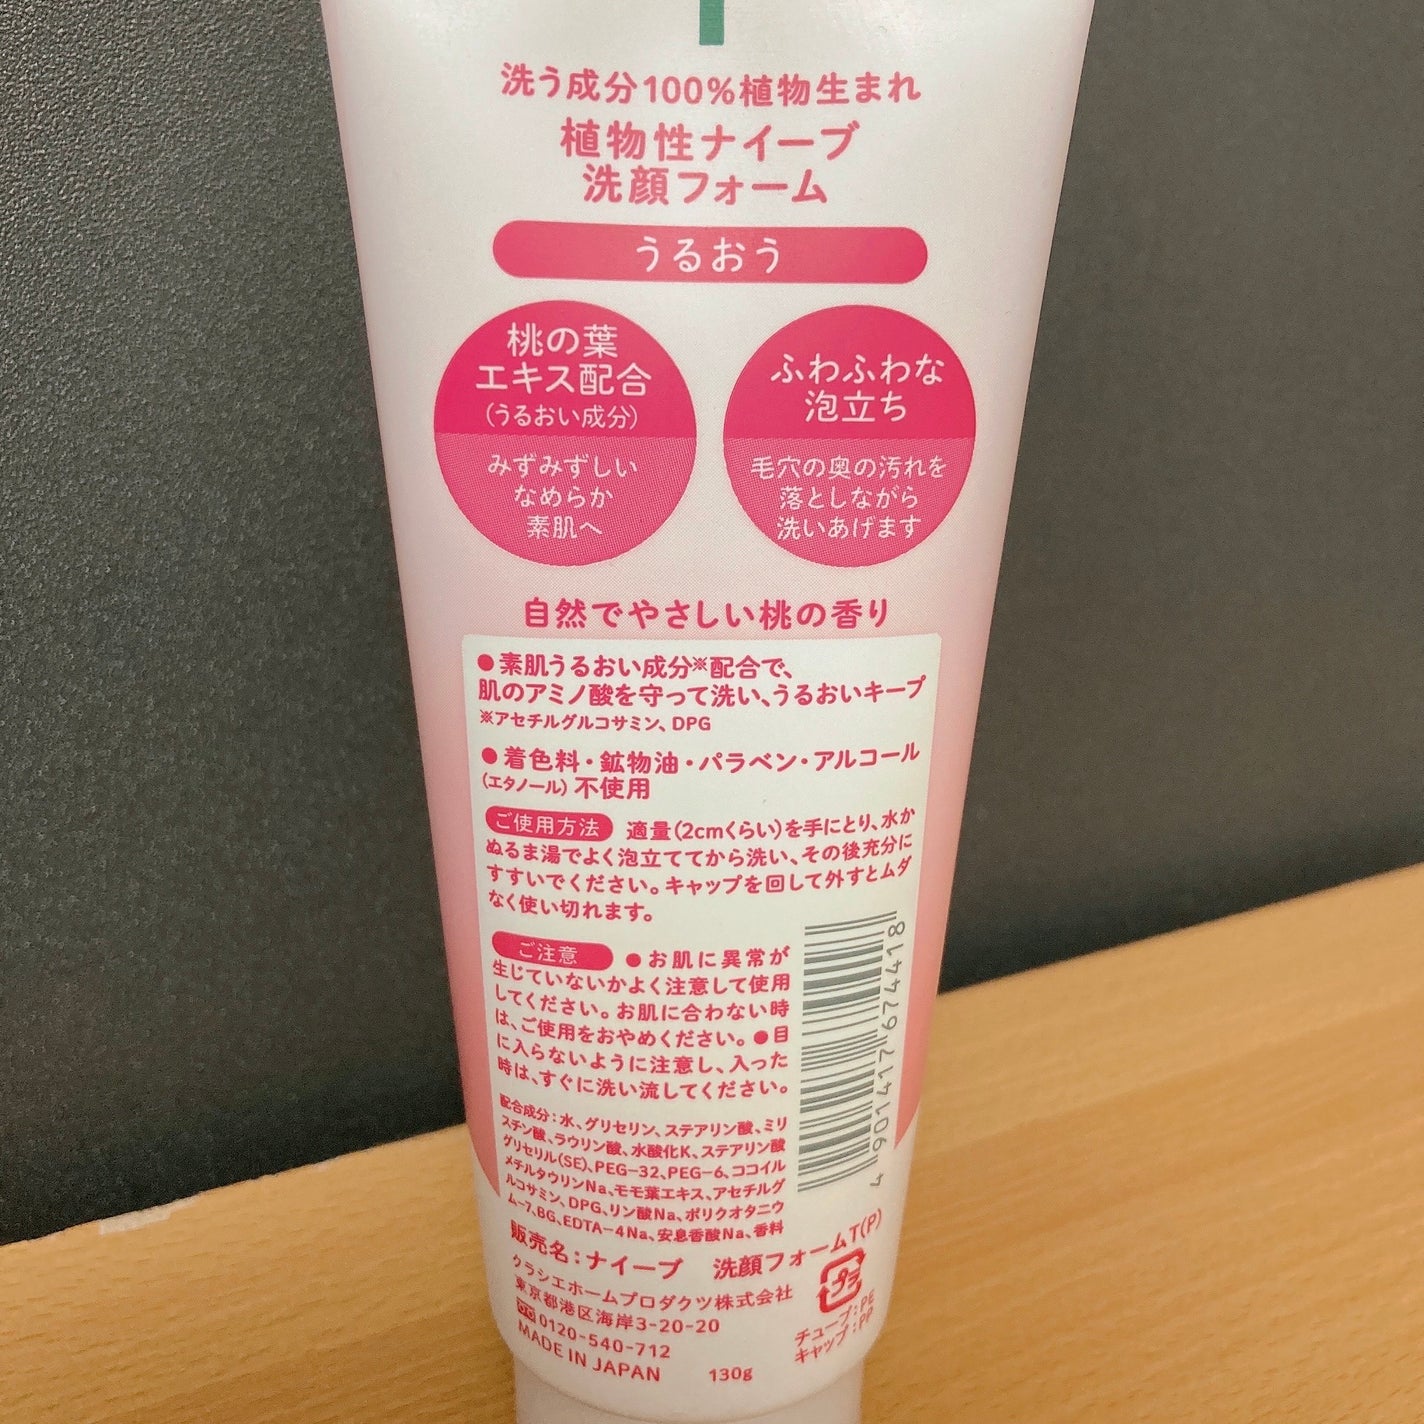 洗う成分100%植物生まれ
植物性ナイーブ
洗顔フォーム
うるおう
桃の葉
エキス配合
(うるおい成分)
みずみずしい
なめらか
素肌へ
ふわふわな
泡立ち
毛穴の奥の汚れを
落としながら
洗いあげます
自然でやさしい桃の香り
●素肌うるおい成分※配合で、
肌のアミノ酸を守って洗い、うるおいキープ
※アセチルグルコサミン、DPG
●着色料・鉱物油・パラベン・アルコール
(エタノール)不使用
ご使用方法 適量(2cmくらい)を手にとり、水か
ぬるま湯でよく泡立ててから洗い、その後充分に
すすいでください。キャップを回して外すとムダ
なく使い切れます。
ご注意 ●お肌に異常が
生じていないかよく注意して使用
してください。お肌に合わない時
は、ご使用をおやめください。●目
に入らないように注意し、入った
時は、すぐに洗い流してください。
配合成分:水、グリセリン、ステアリン酸、ミリ
スチン酸、ラウリン酸、水酸化K、ステアリン酸
グリセリル(SE)、PEG-32、PEG-6、ココイル
メチルタウリンNa、モモ葉エキス、アセチルグ
ルコサミン、DPG、リン酸Na、ポリクオタニウ
ム-7、BG、EDTA-4Na、安息香酸Na、香料
4 901417 674418
販売名:ナイーブ 洗顔フォームT(P)
クラシエホームプロダクツ株式会社
東京都港区海岸3-20-20
0120-540-712
MADE IN JAPAN 130g
プラ
チューブ:PE
キャップ:PP